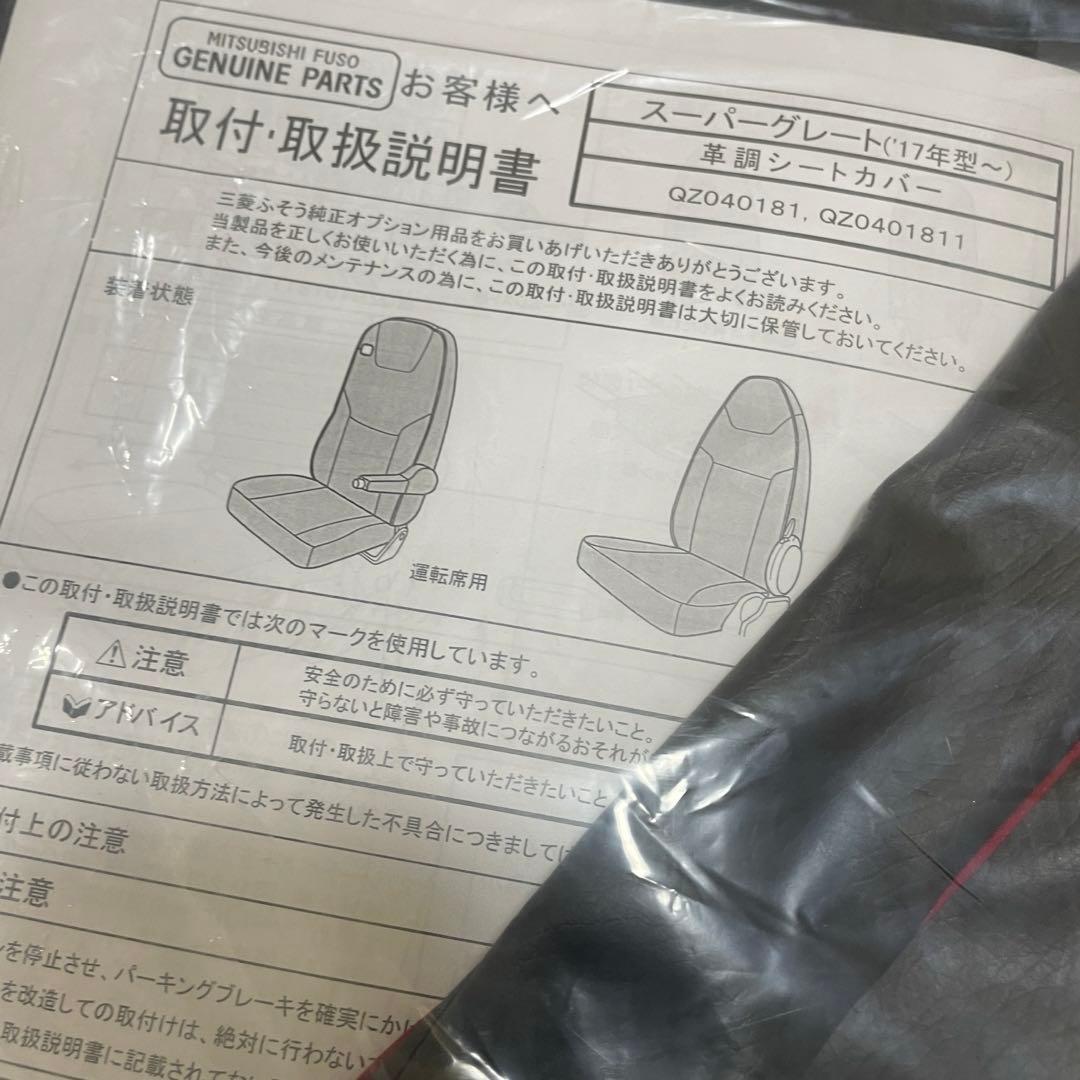 MITSUBISHI FUSO
GENUINE PARTS
お客様へ
取付・取扱説明書
スーパーグレート('17年型～)
革調シートカバー
QZ040181, QZ0401811
三菱ふそう純正オプション用品をお買いあげいただきありがとうございます。
当製品を正しくお使いいただく為に、この取付・取扱説明書をよくお読みください。
また、今後のメンテナンスの為に、この取付・取扱説明書は大切に保管しておいてください。
装着状態
運転席用
●この取付・取扱説明書では次のマークを使用しています。
⚠注意
安全のために必ず守っていただきたいこと。
守らないと障害や事故につながるおそれが
アドバイス
取付・取扱上で守っていただきたいこと
載事項に従わない取扱方法によって発生した不具合につきましては
付上の注意
注意
を停止させ、パーキングブレーキを確実にか
を改造しての取付けは、絶対に行わない
取扱説明書に記載されて